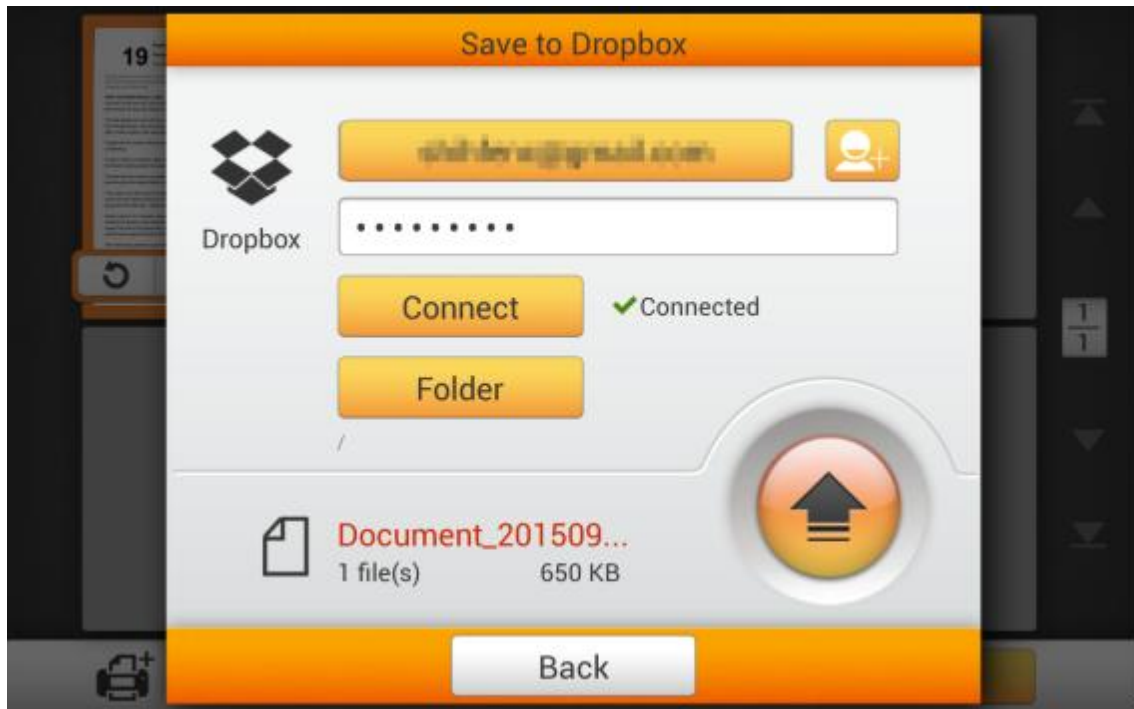 Save to Dropbox
19
Dropbox
•••••••••
Connect
Connected
Folder
/
1
1
Document_201509...
1 file(s) 650 KB
Back